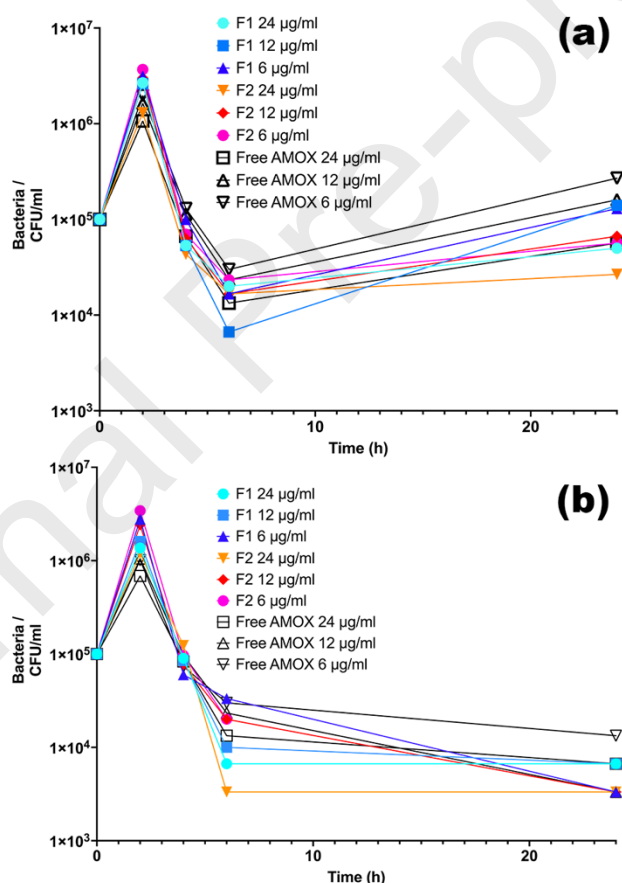 (a)
1×10⁷
1×10⁶
1×10⁵
1×10⁴
1×10³
Bacteria /
CFU/ml
F1 24 µg/ml
F1 12 µg/ml
F1 6 µg/ml
F2 24 µg/ml
F2 12 µg/ml
F2 6 µg/ml
Free AMOX 24 µg/ml
Free AMOX 12 µg/ml
Free AMOX 6 µg/ml
0 10 20
Time (h)
(b)
1×10⁷
1×10⁶
1×10⁵
1×10⁴
1×10³
Bacteria /
CFU/ml
F1 24 µg/ml
F1 12 µg/ml
F1 6 µg/ml
F2 24 µg/ml
F2 12 µg/ml
F2 6 µg/ml
Free AMOX 24 µg/ml
Free AMOX 12 µg/ml
Free AMOX 6 µg/ml
0 10 20
Time (h)
nal Pre-p